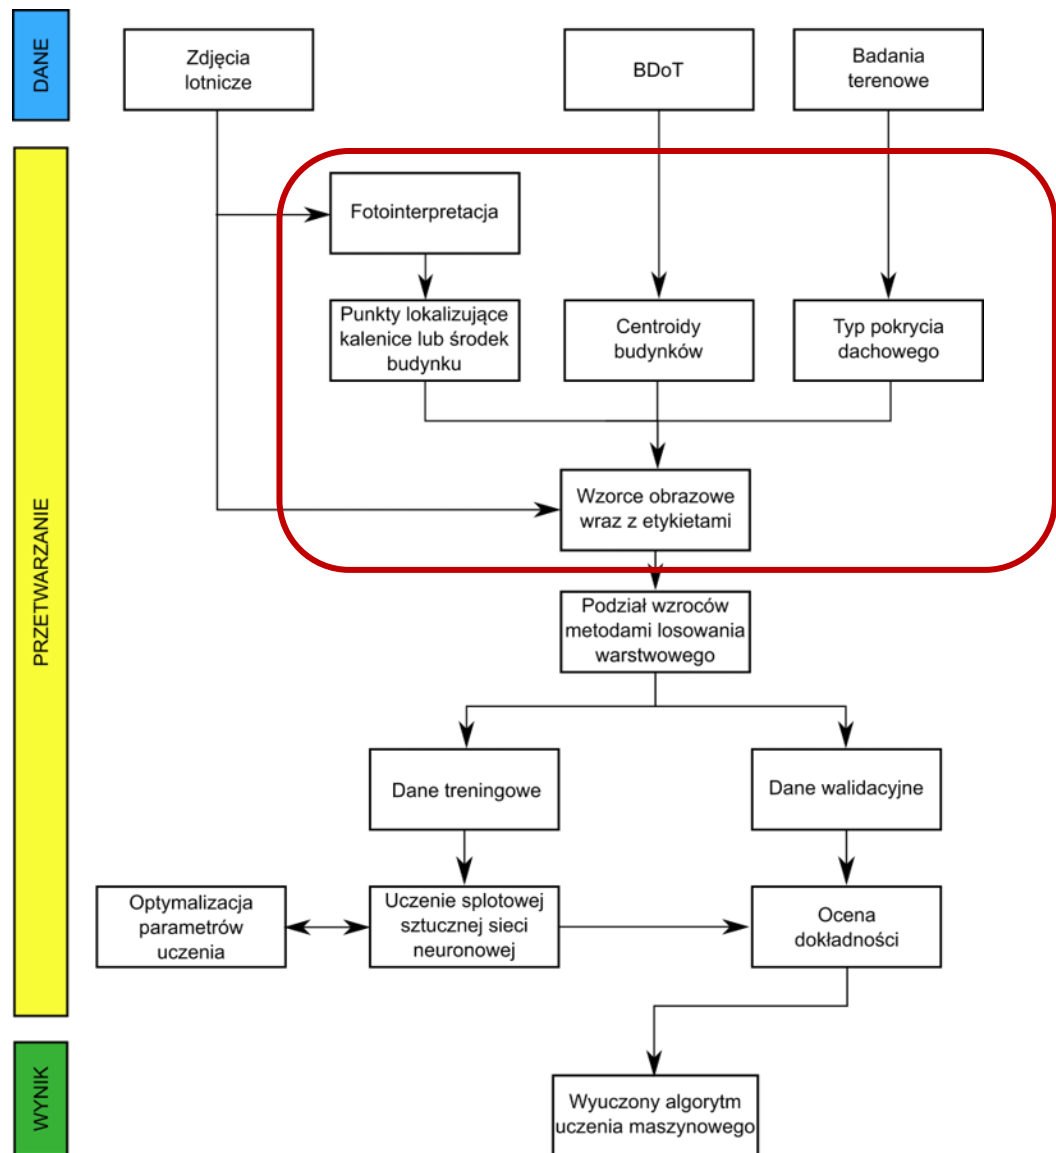 DANE
Zdjęcia
lotnicze
BDoT
Badania
terenowe
PRZETWARZANIE
Fotointerpretacja
Punkty lokalizujące
kalenice lub środek
budynku
Centroidy
budynków
Typ pokrycia
dachowego
Wzorce obrazowe
wraz z etykietami
Podział wzroców
metodami losowania
warstwowego
Dane treningowe
Dane walidacyjne
Optymalizacja
parametrów
uczenia
Uczenie splotowej
sztucznej sieci
neuronowej
Ocena
dokładności
WYNIK
Wyuczony algorytm
uczenia maszynowego